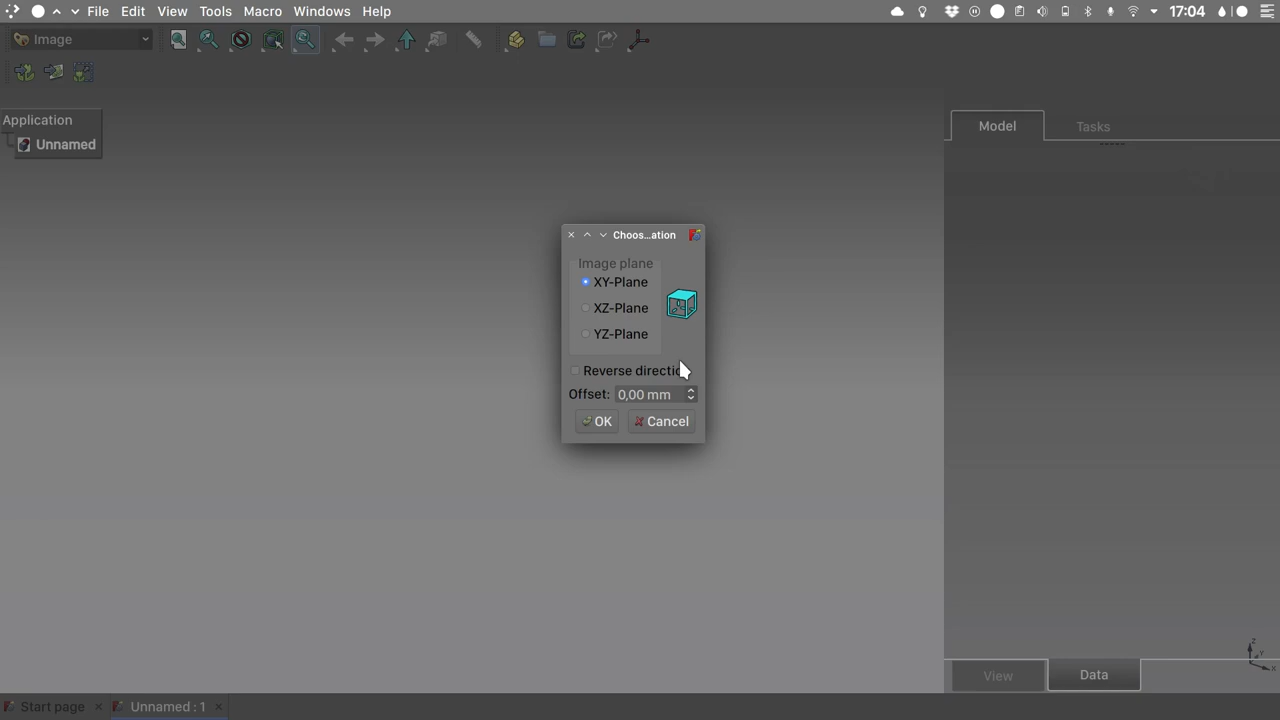 File Edit View Tools Macro Windows Help 17:04
Image
Application
Unnamed
Model Tasks
Choos...ation
Image plane
XY-Plane
XZ-Plane
YZ-Plane
Reverse directio
Offset: 0,00 mm
OK Cancel
Z
Y
X
View Data
Start page Unnamed : 1